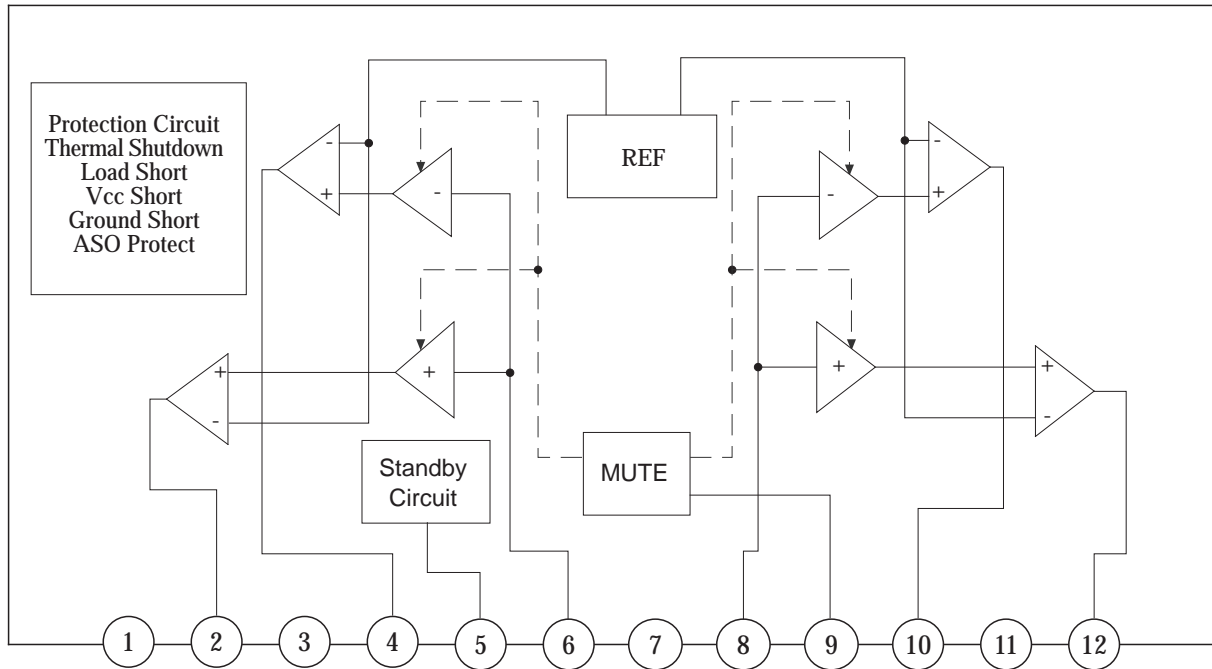 Protection Circuit
Thermal Shutdown
Load Short
Vcc Short
Ground Short
ASO Protect
REF
-
+
-
-
-
+
+
-
+
+
+
-
Standby
Circuit
MUTE
1 2 3 4 5 6 7 8 9 10 11 12